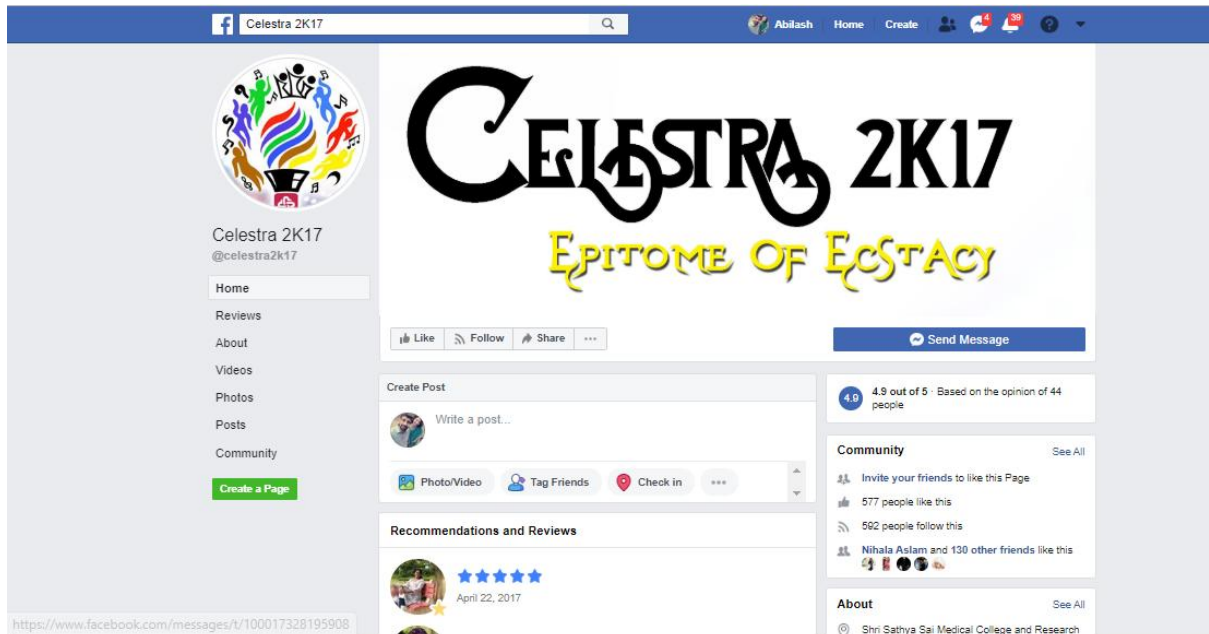 Celestra 2K17
Abilash Home Create 4 39
CELESTRA 2K17
EPITOME OF ECSTACY
Celestra 2K17
@celestra2k17
Home
Reviews
About
Videos
Photos
Posts
Community
Create a Page
Like Follow Share
Send Message
Create Post
Write a post...
Photo/Video Tag Friends Check in
Recommendations and Reviews
April 22, 2017
4.9
4.9 out of 5 · Based on the opinion of 44
people
Community See All
Invite your friends to like this Page
577 people like this
592 people follow this
Nihala Aslam and 130 other friends like this
About See All
Shri Sathya Sai Medical College and Research
https://www.facebook.com/messages/t/100017328195908